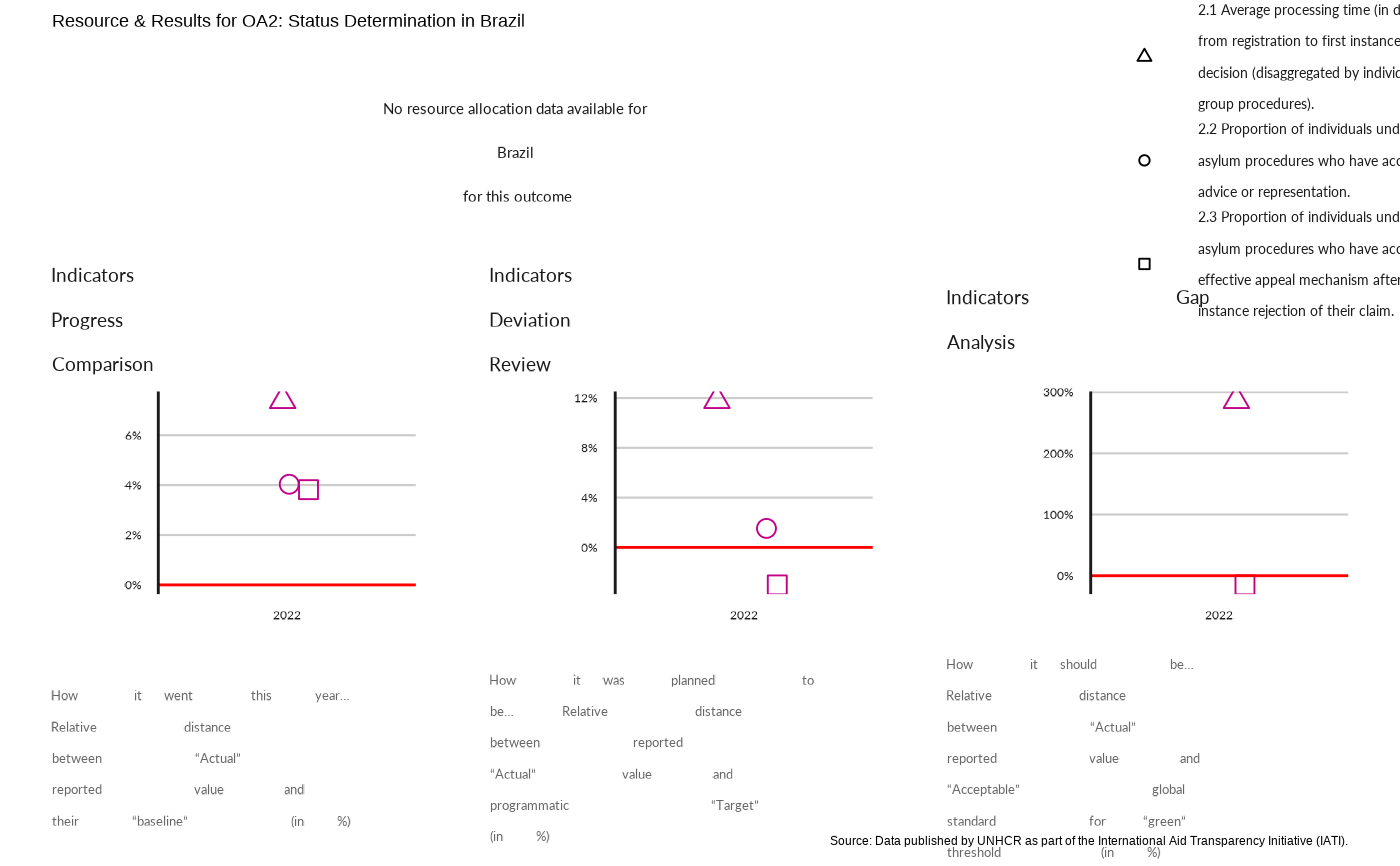 Resource & Results for OA2: Status Determination in Brazil
No resource allocation data available for
Brazil
for this outcome
2.1 Average processing time (in d
from registration to first instance
decision (disaggregated by individ
group procedures).
2.2 Proportion of individuals und
asylum procedures who have acc
advice or representation.
2.3 Proportion of individuals und
asylum procedures who have acc
effective appeal mechanism after
instance rejection of their claim.
Indicators
Progress
Comparison
6%
4%
2%
0%
2022
How it went this year…
Relative distance
between “Actual”
reported value and
their “baseline” (in %)
Indicators
Deviation
Review
12%
8%
4%
0%
2022
How it was planned to
be… Relative distance
between reported
“Actual” value and
programmatic “Target”
(in %)
Indicators Gap
Analysis
300%
200%
100%
0%
2022
How it should be…
Relative distance
between “Actual”
reported value and
“Acceptable” global
standard for “green”
threshold (in %)
Source: Data published by UNHCR as part of the International Aid Transparency Initiative (IATI).